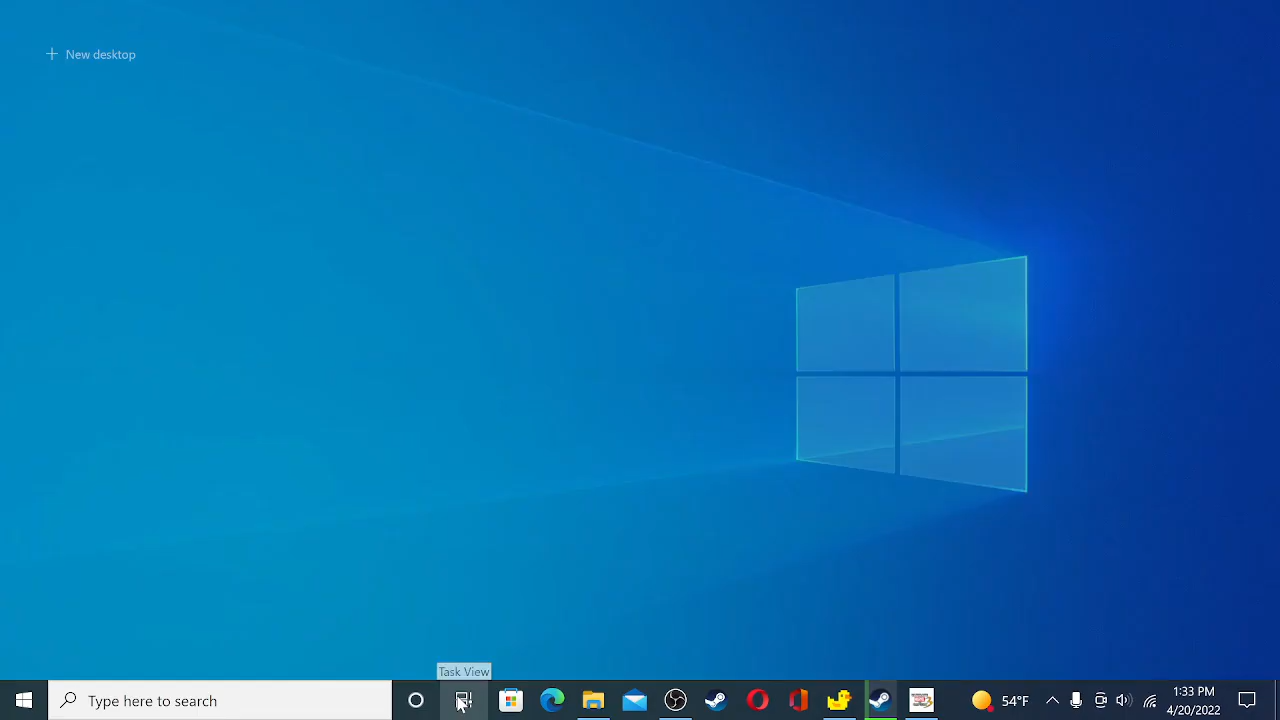 New desktop
Task View
Type here to search
54°F
1:33 PM
4/20/2022